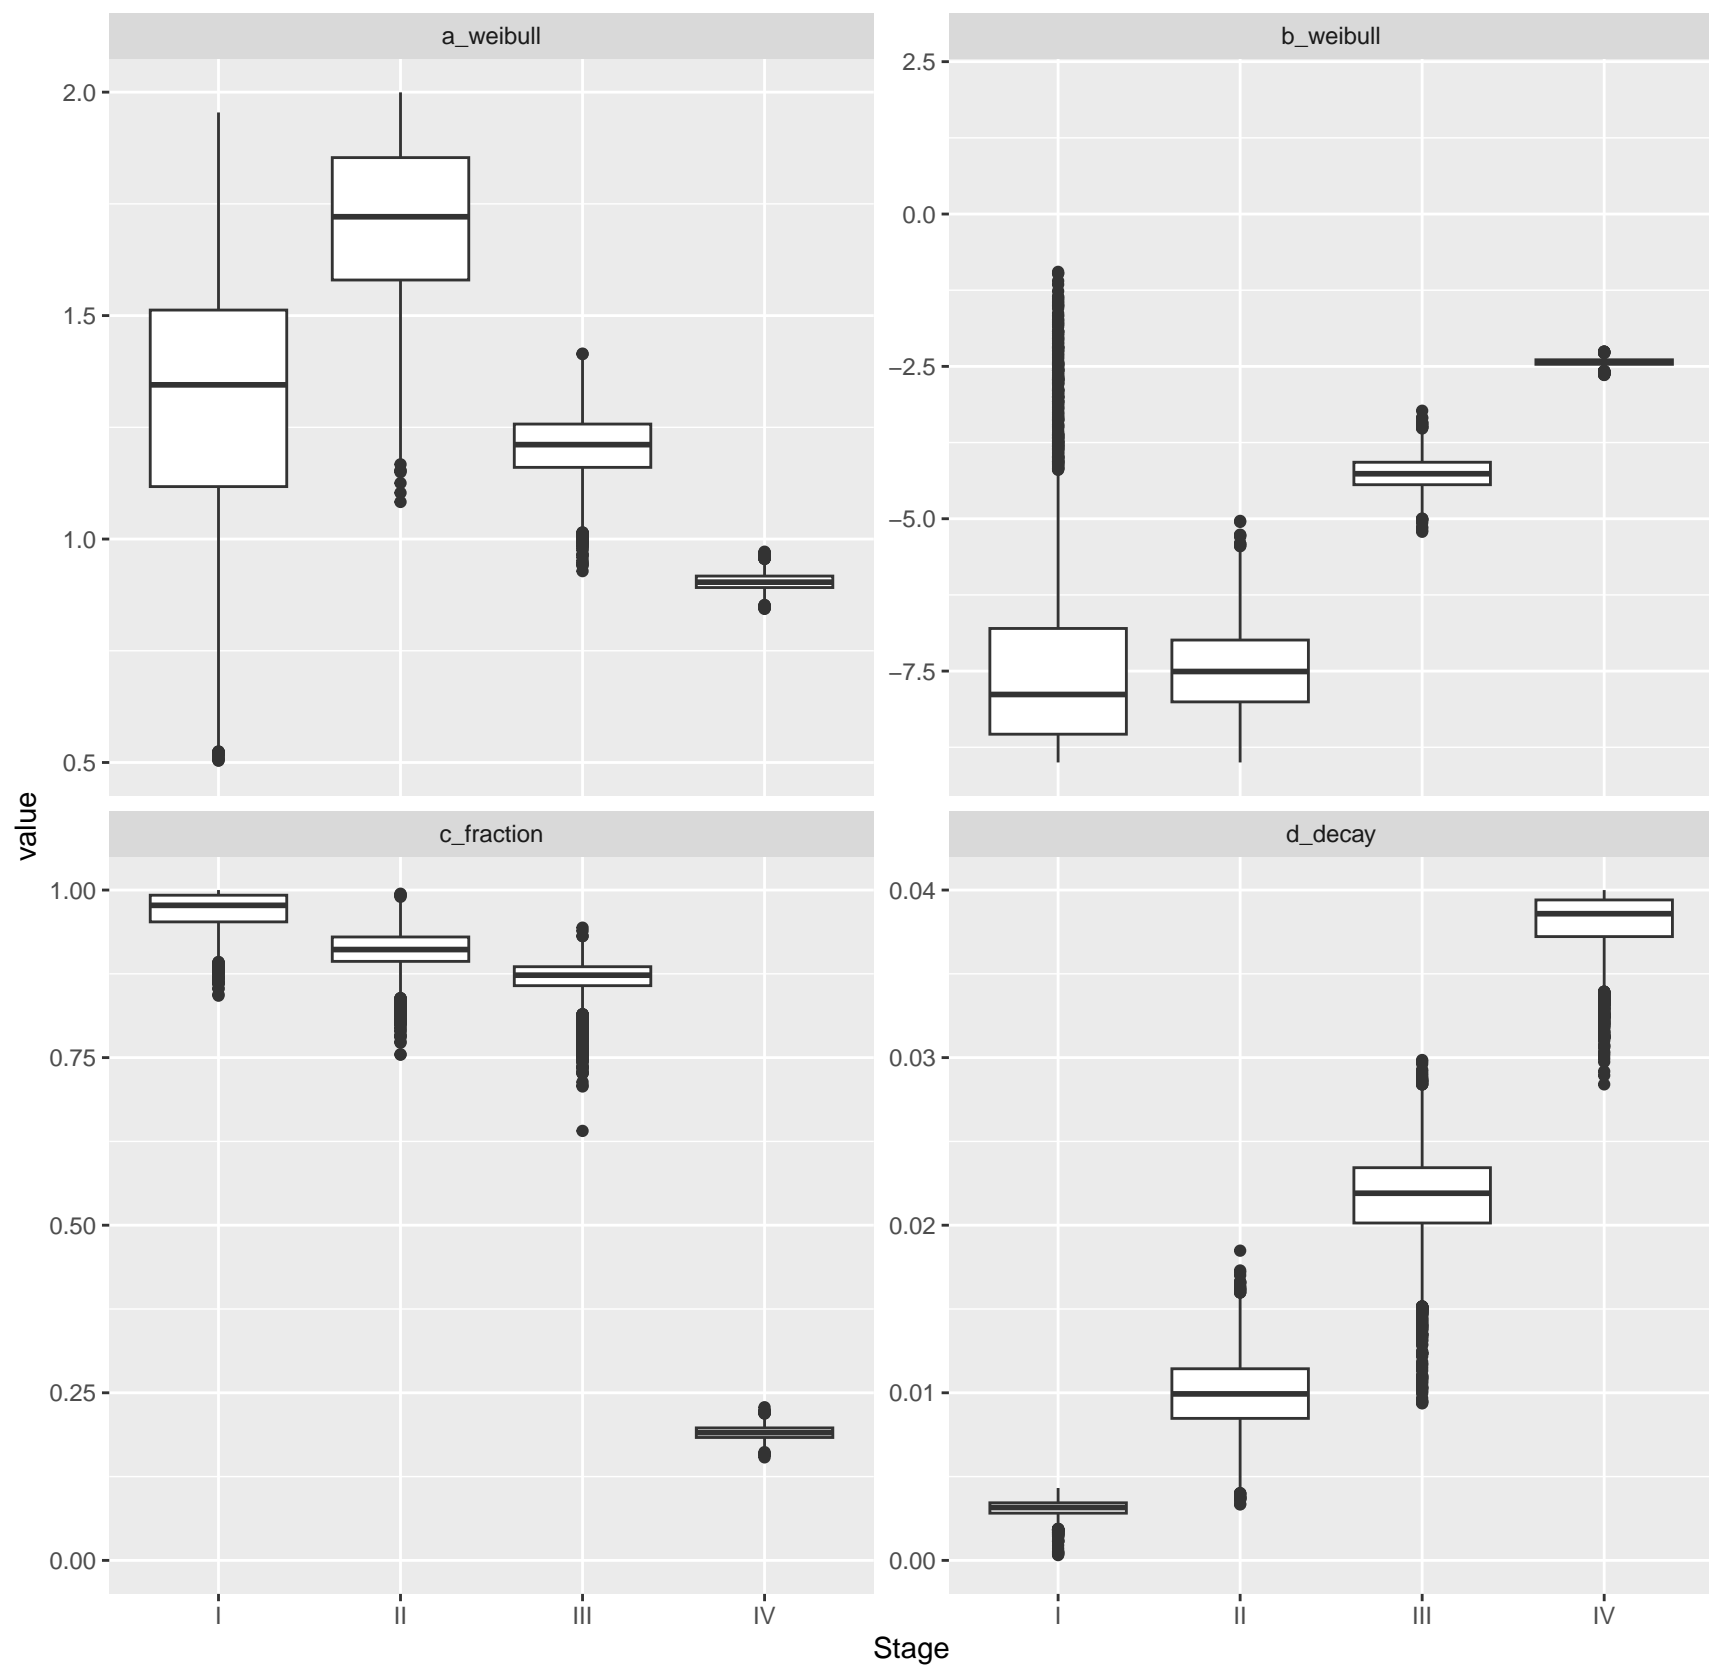 a_weibull
2.0
1.5
1.0
0.5
b_weibull
2.5
0.0
−2.5
−5.0
−7.5
value
c_fraction
1.00
0.75
0.50
0.25
0.00
I II III IV
d_decay
0.04
0.03
0.02
0.01
0.00
I II III IV
Stage